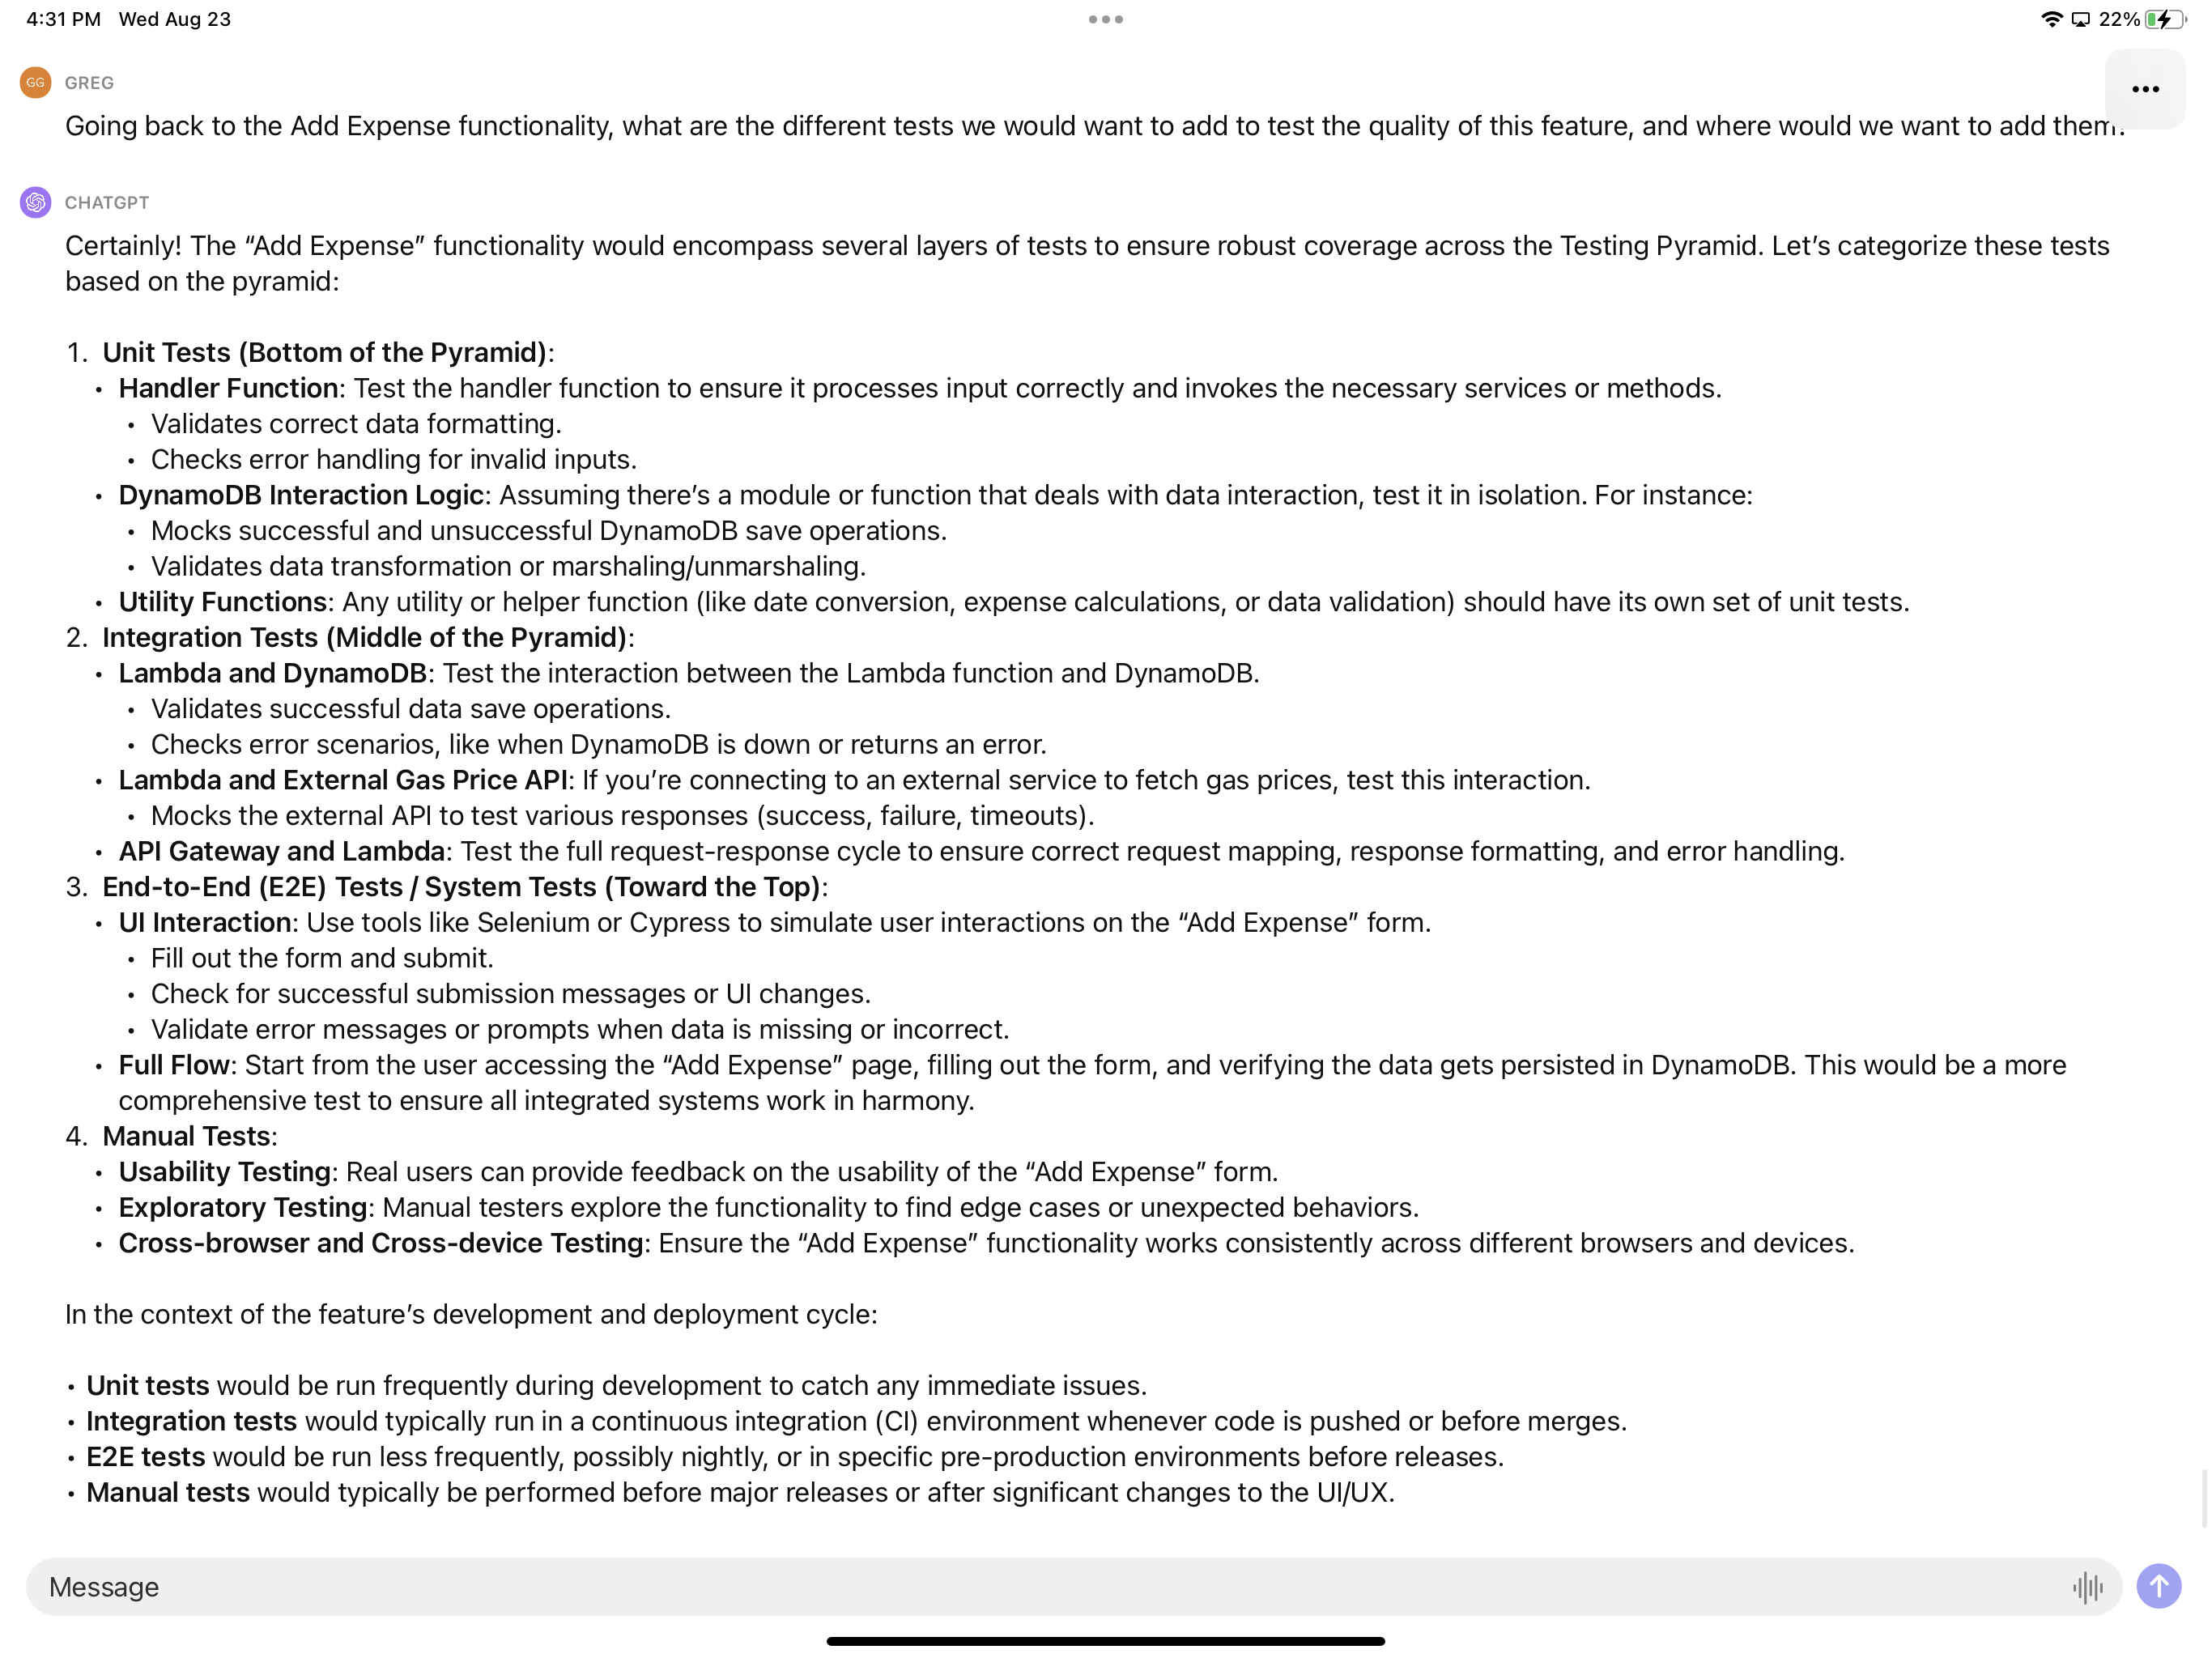 4:31 PM Wed Aug 23
22%
GG GREG
Going back to the Add Expense functionality, what are the different tests we would want to add to test the quality of this feature, and where would we want to add them?
CHATGPT
Certainly! The “Add Expense” functionality would encompass several layers of tests to ensure robust coverage across the Testing Pyramid. Let’s categorize these tests
based on the pyramid:
1. Unit Tests (Bottom of the Pyramid):
• Handler Function: Test the handler function to ensure it processes input correctly and invokes the necessary services or methods.
• Validates correct data formatting.
• Checks error handling for invalid inputs.
• DynamoDB Interaction Logic: Assuming there’s a module or function that deals with data interaction, test it in isolation. For instance:
• Mocks successful and unsuccessful DynamoDB save operations.
• Validates data transformation or marshaling/unmarshaling.
• Utility Functions: Any utility or helper function (like date conversion, expense calculations, or data validation) should have its own set of unit tests.
2. Integration Tests (Middle of the Pyramid):
• Lambda and DynamoDB: Test the interaction between the Lambda function and DynamoDB.
• Validates successful data save operations.
• Checks error scenarios, like when DynamoDB is down or returns an error.
• Lambda and External Gas Price API: If you’re connecting to an external service to fetch gas prices, test this interaction.
• Mocks the external API to test various responses (success, failure, timeouts).
• API Gateway and Lambda: Test the full request-response cycle to ensure correct request mapping, response formatting, and error handling.
3. End-to-End (E2E) Tests / System Tests (Toward the Top):
• UI Interaction: Use tools like Selenium or Cypress to simulate user interactions on the “Add Expense” form.
• Fill out the form and submit.
• Check for successful submission messages or UI changes.
• Validate error messages or prompts when data is missing or incorrect.
• Full Flow: Start from the user accessing the “Add Expense” page, filling out the form, and verifying the data gets persisted in DynamoDB. This would be a more
comprehensive test to ensure all integrated systems work in harmony.
4. Manual Tests:
• Usability Testing: Real users can provide feedback on the usability of the “Add Expense” form.
• Exploratory Testing: Manual testers explore the functionality to find edge cases or unexpected behaviors.
• Cross-browser and Cross-device Testing: Ensure the “Add Expense” functionality works consistently across different browsers and devices.
In the context of the feature’s development and deployment cycle:
• Unit tests would be run frequently during development to catch any immediate issues.
• Integration tests would typically run in a continuous integration (CI) environment whenever code is pushed or before merges.
• E2E tests would be run less frequently, possibly nightly, or in specific pre-production environments before releases.
• Manual tests would typically be performed before major releases or after significant changes to the UI/UX.
Message